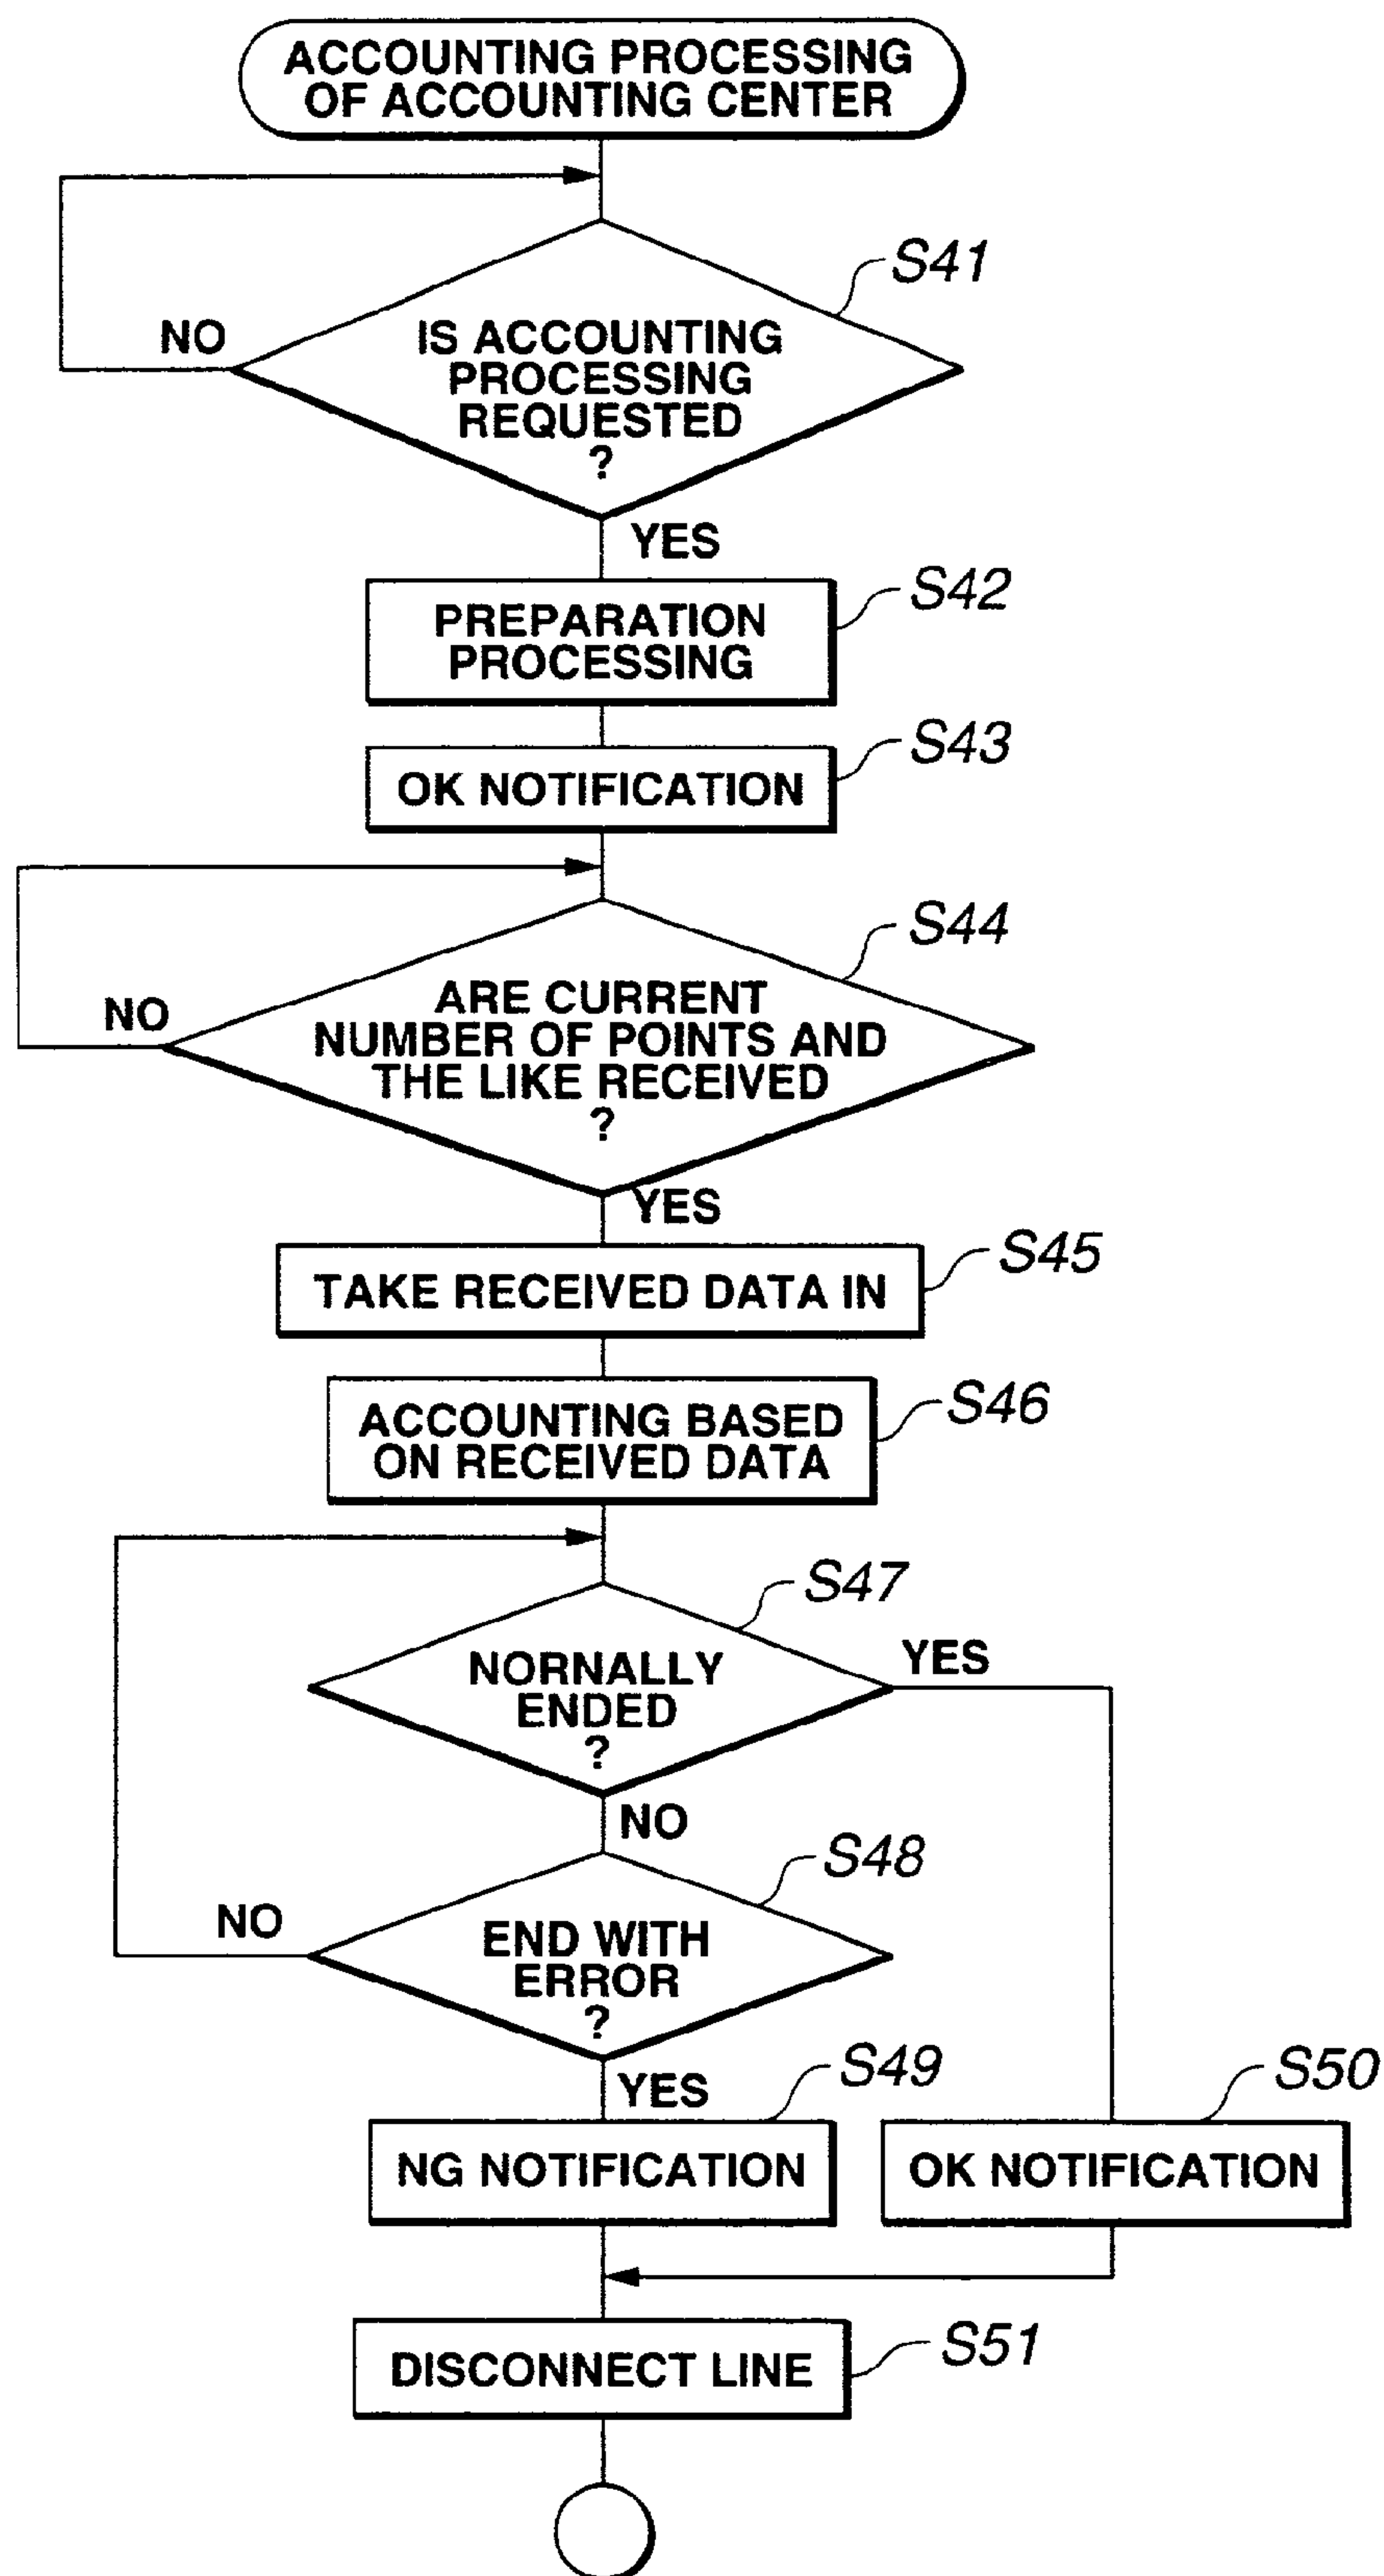 ACCOUNTING PROCESSING
OF ACCOUNTING CENTER
S41
NO
IS ACCOUNTING
PROCESSING
REQUESTED
?
YES
S42
PREPARATION
PROCESSING
S43
OK NOTIFICATION
S44
NO
ARE CURRENT
NUMBER OF POINTS AND
THE LIKE RECEIVED
?
YES
S45
TAKE RECEIVED DATA IN
S46
ACCOUNTING BASED
ON RECEIVED DATA
S47
YES
NORNALLY
ENDED
?
NO
S48
NO
END WITH
ERROR
?
YES
S49
S50
NG NOTIFICATION
OK NOTIFICATION
S51
DISCONNECT LINE